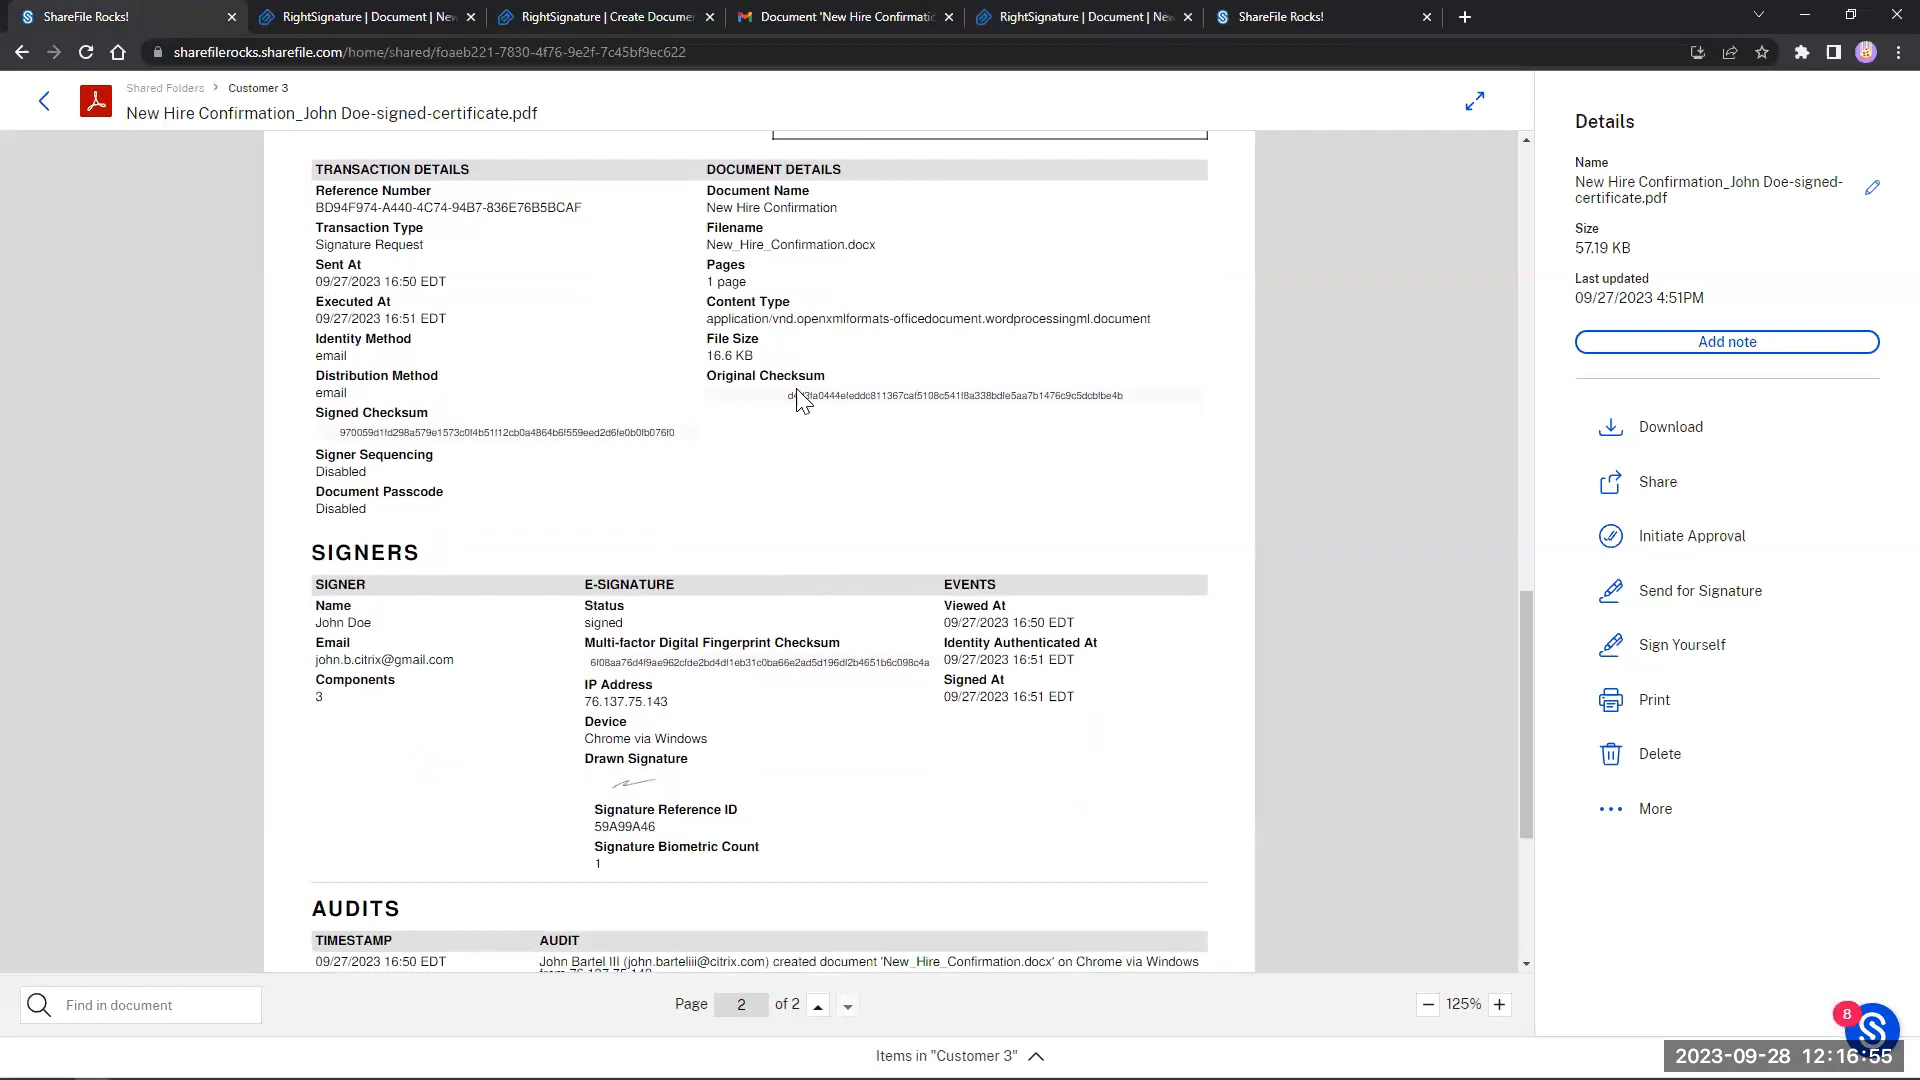 ShareFile Rocks!
RightSignature | Document | New
RightSignature | Create Documen
Document 'New Hire Confirmatio
RightSignature | Document | New
ShareFile Rocks!
sharefilerocks.sharefile.com/home/shared/foaeb221-7830-4f76-9e2f-7c45bf9ec622
Shared Folders > Customer 3
New Hire Confirmation_John Doe-signed-certificate.pdf
TRANSACTION DETAILS
Reference Number
BD94F974-A440-4C74-94B7-836E76B5BCAF
Transaction Type
Signature Request
Sent At
09/27/2023 16:50 EDT
Executed At
09/27/2023 16:51 EDT
Identity Method
email
Distribution Method
email
Signed Checksum
Signer Sequencing
Disabled
Document Passcode
Disabled
DOCUMENT DETAILS
Document Name
New Hire Confirmation
Filename
New_Hire_Confirmation.docx
Pages
1 page
Content Type
application/vnd.openxmlformats-officedocument.wordprocessingml.document
File Size
16.6 KB
Original Checksum
SIGNERS
SIGNER
Name
John Doe
Email
john.b.citrix@gmail.com
Components
3
E-SIGNATURE
Status
signed
Multi-factor Digital Fingerprint Checksum
IP Address
76.137.75.143
Device
Chrome via Windows
Drawn Signature
Signature Reference ID
59A99A46
Signature Biometric Count
1
EVENTS
Viewed At
09/27/2023 16:50 EDT
Identity Authenticated At
09/27/2023 16:51 EDT
Signed At
09/27/2023 16:51 EDT
AUDITS
TIMESTAMP AUDIT
09/27/2023 16:50 EDT John Bartel III (john.barteliii@citrix.com) created document 'New_Hire_Confirmation.docx' on Chrome via Windows
Find in document
Page 2 of 2
125%
Items in "Customer 3"
Details
Name
New Hire Confirmation_John Doe-signed-
certificate.pdf
Size
57.19 KB
Last updated
09/27/2023 4:51PM
Add note
Download
Share
Initiate Approval
Send for Signature
Sign Yourself
Print
Delete
More
8
2023-09-28 12:16:55